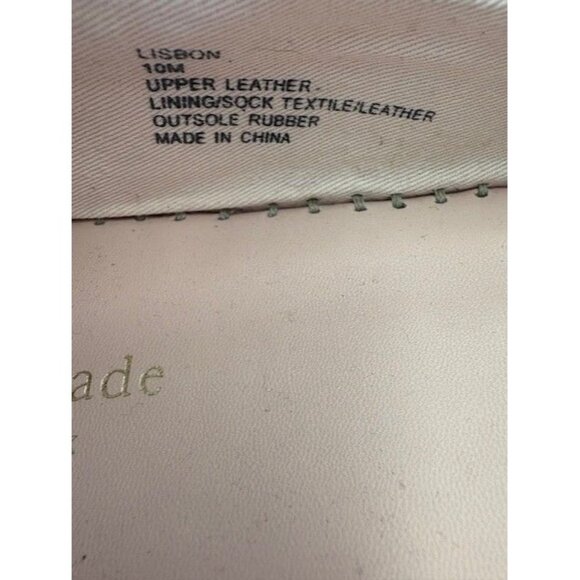 LISBON
10M
UPPER LEATHER
LINING/SOCK TEXTILE/LEATHER
OUTSOLE RUBBER
MADE IN CHINA
ade